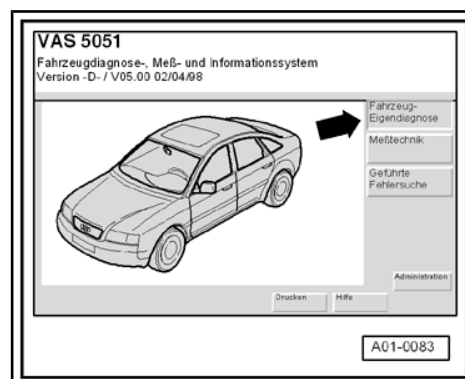 VAS 5051
Fahrzeugdiagnose-, Meß- und Informationssystem
Version -D- / V05.00 02/04/98
Fahrzeug-
Eigendiagnose
Meßtechnik
Geführte
Fehlersuche
Administration
Drucken
Hilfe
A01-0083